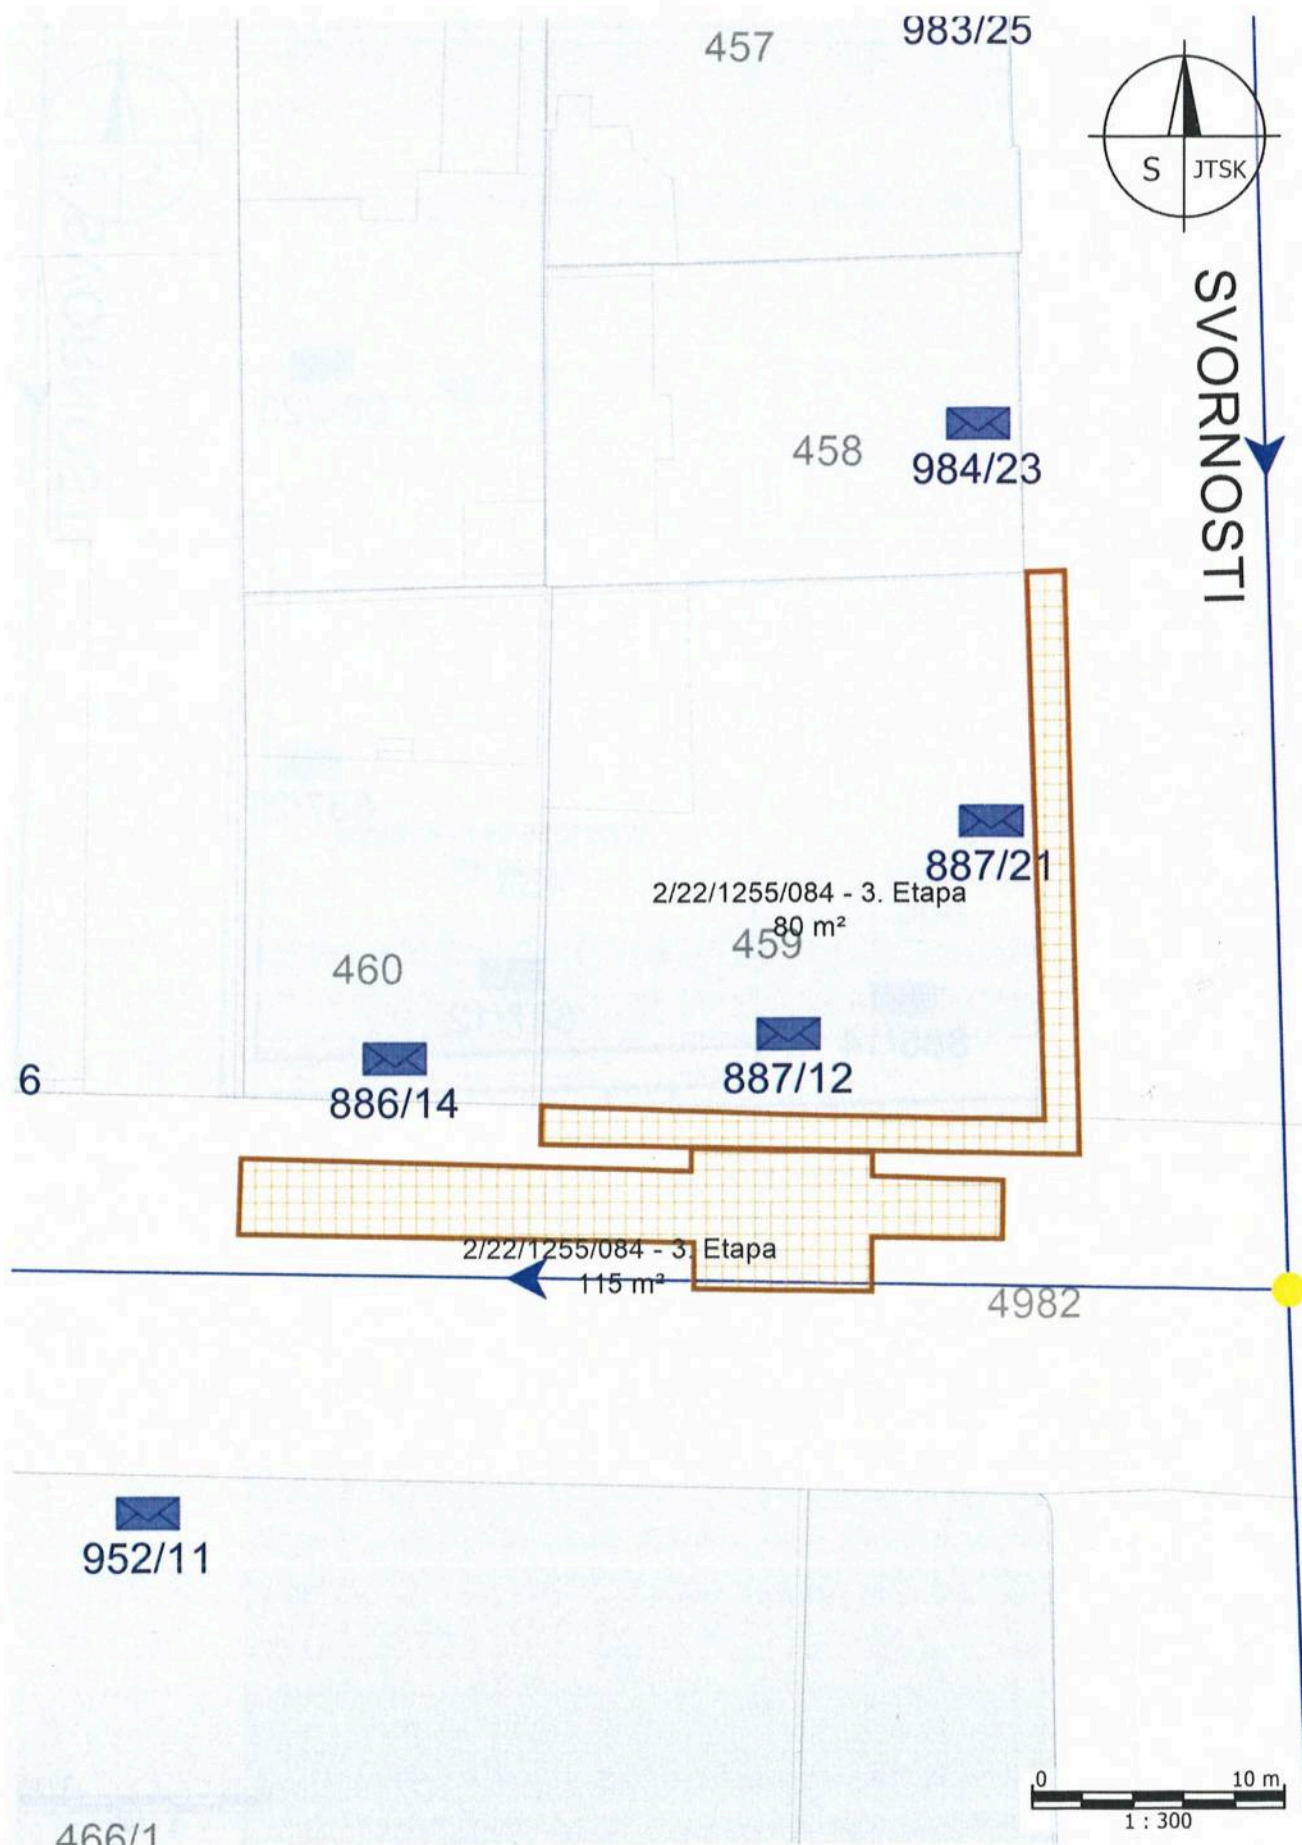 457
983/25
S JTSK
SVORNOSTI
458
984/23
887/21
2/22/1255/084 - 3. Etapa
80 m²
459
460
887/12
886/14
6
2/22/1255/084 - 3. Etapa
115 m²
4982
952/11
0 10 m
1 : 300
466/1